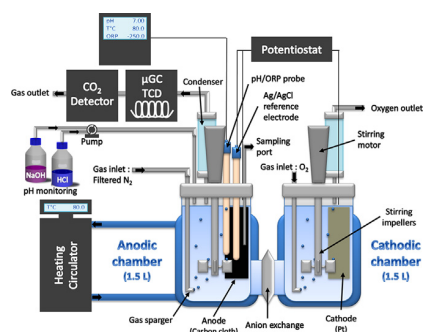 pH 7.00
T°C 80.0
ORP -250.0
Potentiostat
Condenser
CO₂
Detector
µGC
TCD
Gas outlet
pH/ORP probe
Ag/AgCl
reference
electrode
Oxygen outlet
Pump
Sampling
port
Stirring
motor
Gas inlet :
Filtered N₂
Gas inlet : O₂
NaOH
HCl
pH monitoring
T°C 80.0
Heating
Circulator
Anodic
chamber
(1.5 L)
Stirring
impellers
Cathodic
chamber
(1.5 L)
Gas sparger
Anode
(Carbon cloth)
Anion exchange
Cathode
(Pt)